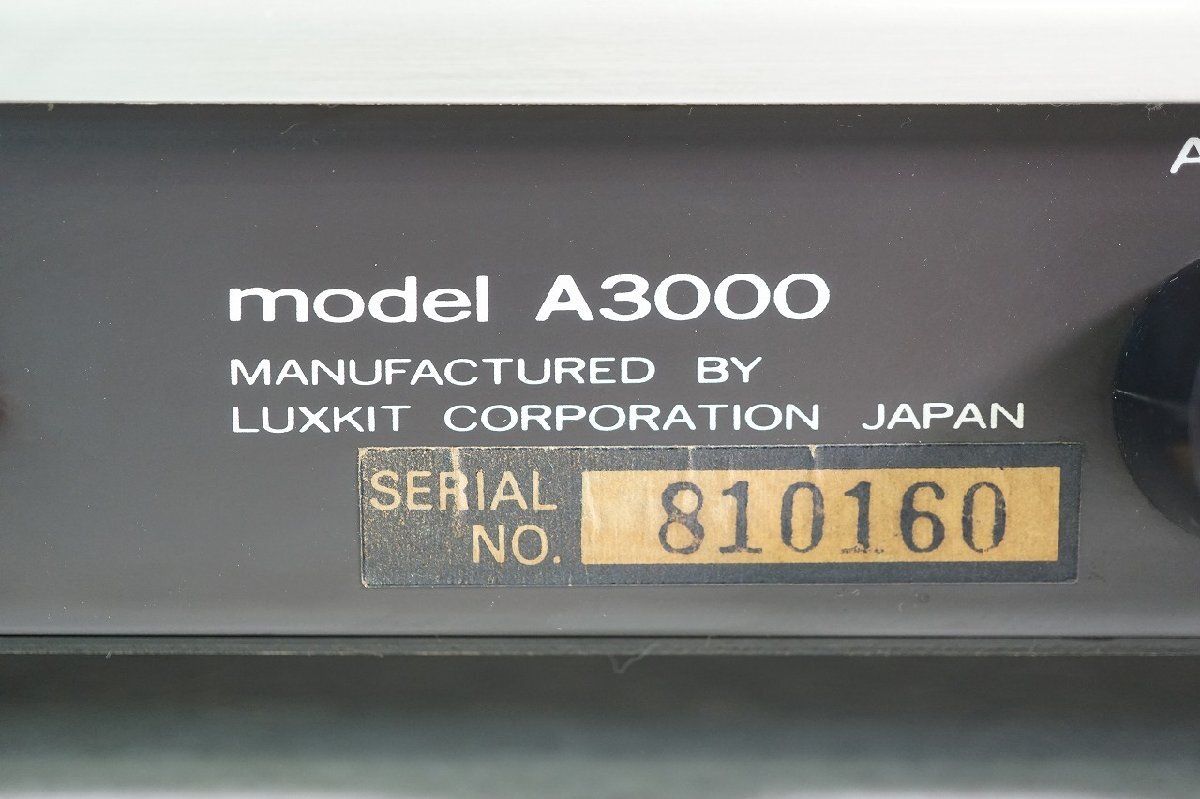 A
model A3000
MANUFACTURED BY
LUXKIT CORPORATION JAPAN
SERIAL
NO. 810160